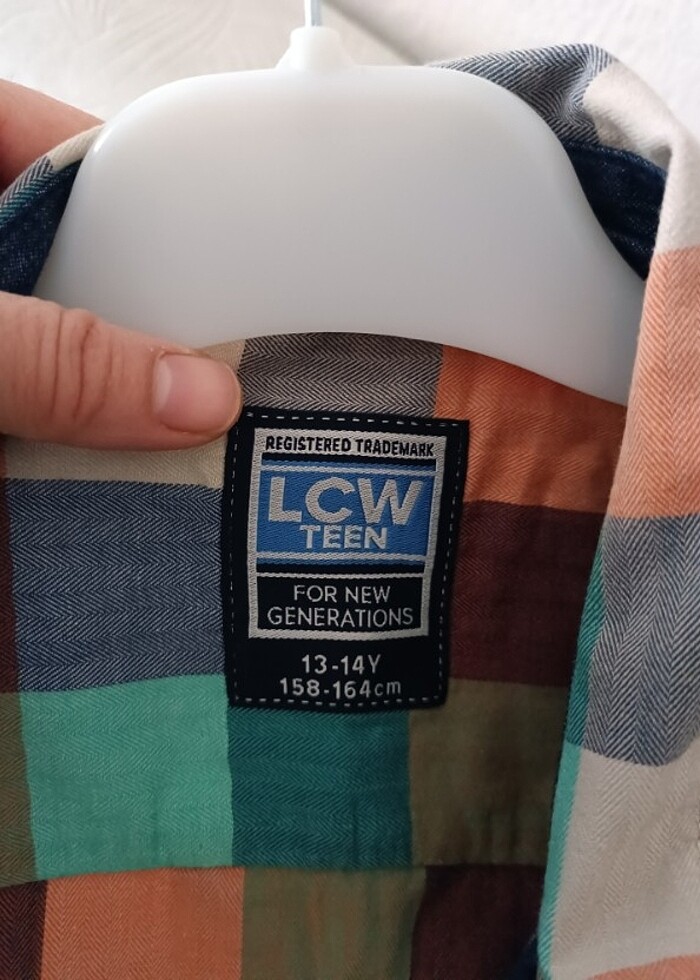 REGISTERED TRADEMARK
LCW
TEEN
FOR NEW
GENERATIONS
13-14Y
158-164cm